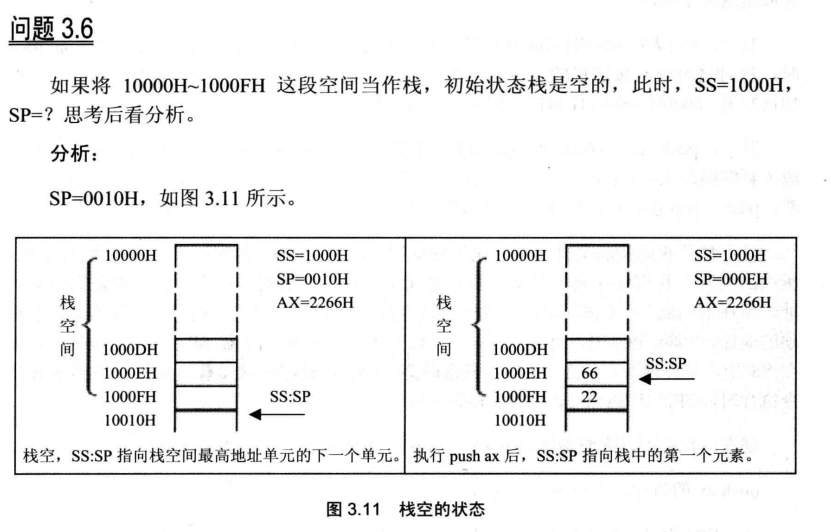 问题 3.6
如果将 10000H~1000FH 这段空间当作栈，初始状态栈是空的，此时，SS=1000H，
SP=？思考后看分析。
分析：
SP=0010H，如图 3.11 所示。
10000H
SS=1000H
SP=0010H
AX=2266H
栈
空
间
1000DH
1000EH
1000FH
SS:SP
10010H
栈空，SS:SP 指向栈空间最高地址单元的下一个单元。
10000H
SS=1000H
SP=000EH
AX=2266H
栈
空
间
1000DH
1000EH 66 SS:SP
1000FH 22
10010H
执行 push ax 后，SS:SP 指向栈中的第一个元素。
图 3.11 栈空的状态